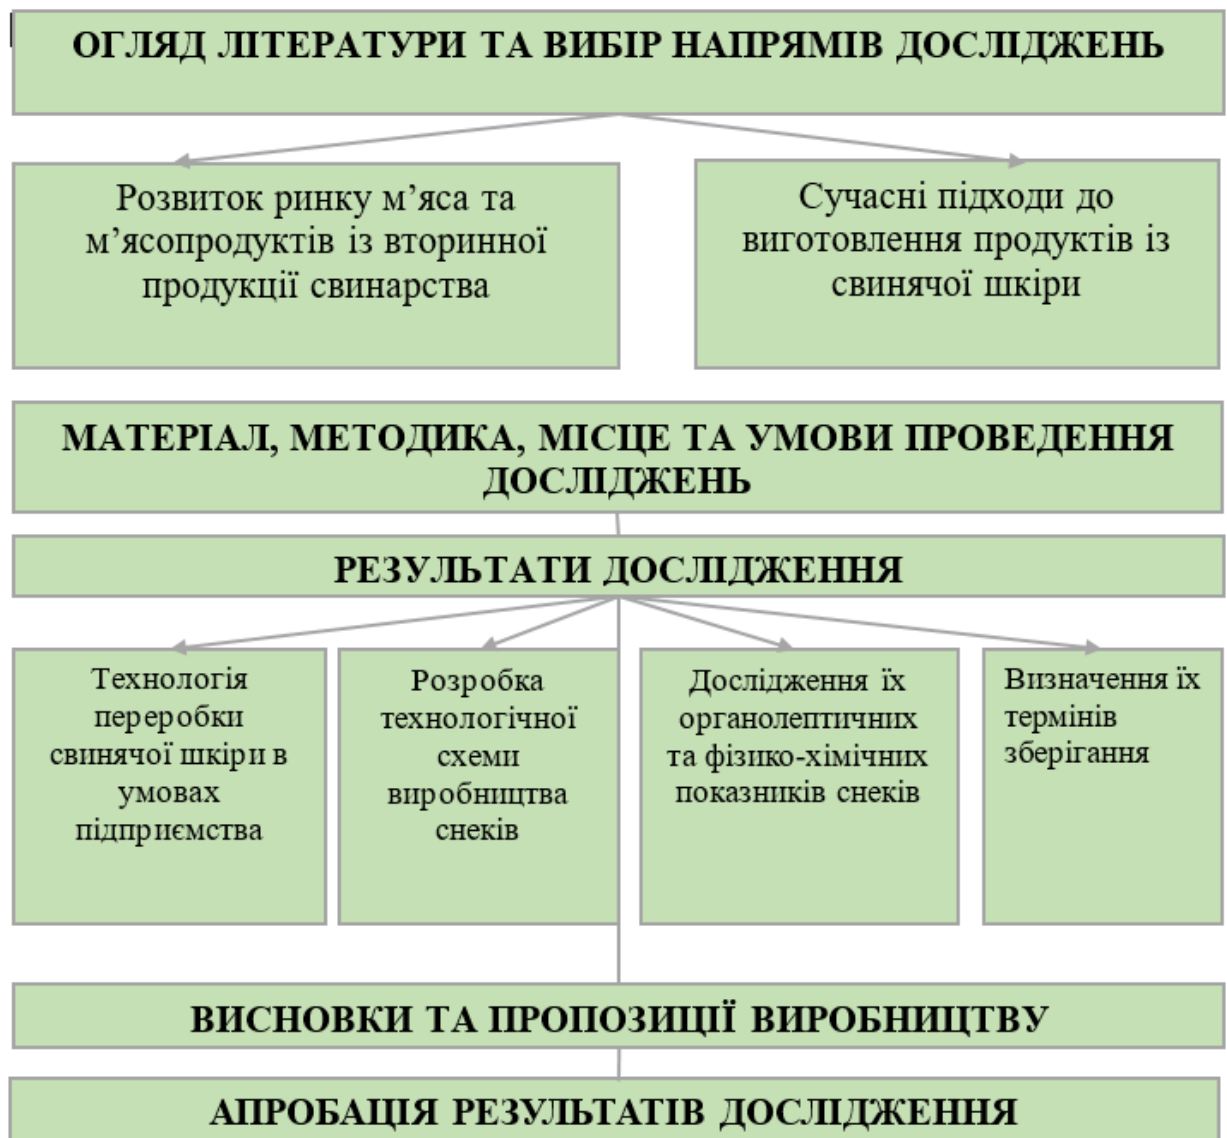 ОГЛЯД ЛІТЕРАТУРИ ТА ВИБІР НАПРЯМІВ ДОСЛІДЖЕНЬ
Розвиток ринку м’яса та
м’ясопродуктів із вторинної
продукції свинарства
Сучасні підходи до
виготовлення продуктів із
свинячої шкіри
МАТЕРІАЛ, МЕТОДИКА, МІСЦЕ ТА УМОВИ ПРОВЕДЕННЯ
ДОСЛІДЖЕНЬ
РЕЗУЛЬТАТИ ДОСЛІДЖЕННЯ
Технологія
переробки
свинячої шкіри в
умовах
підприємства
Розробка
технологічної
схеми
виробництва
снеків
Дослідження їх
органолептичних
та фізико-хімічних
показників снеків
Визначення їх
термінів
зберігання
ВИСНОВКИ ТА ПРОПОЗИЦІЇ ВИРОБНИЦТВУ
АПРОБАЦІЯ РЕЗУЛЬТАТІВ ДОСЛІДЖЕННЯ